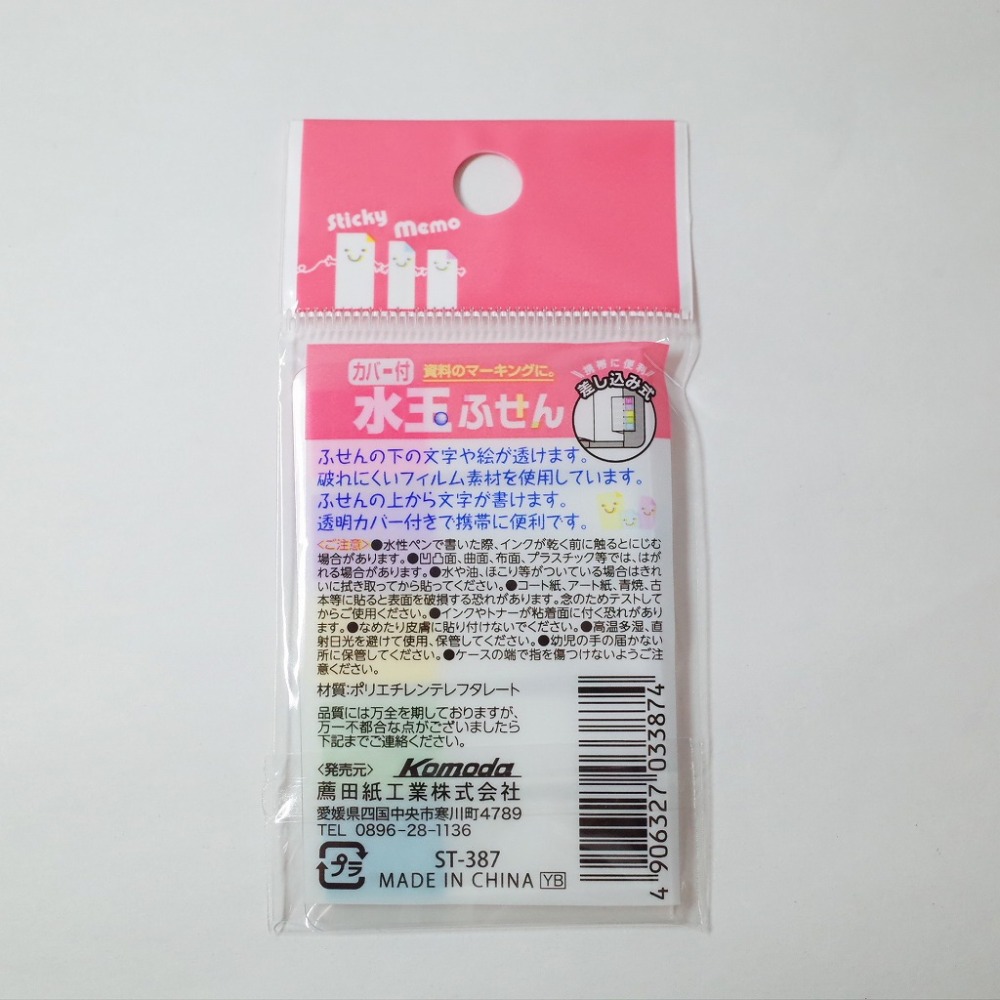 Sticky Memo
カバー付
資料のマーキングに。
水玉ふせん
携帯に便利
差し込み式
ふせんの下の文字や絵が透けます。
破れにくいフィルム素材を使用しています。
ふせんの上から文字が書けます。
透明カバー付きで携帯に便利です。
〈ご注意〉●水性ペンで書いた際、インクが乾く前に触るとにじむ
場合があります。●凹凸面、曲面、布面、プラスチック等では、はが
れる場合があります。●水や油、ほこり等がついている場合はきれ
いに拭き取ってから貼ってください。●コート紙、アート紙、青焼、古
本等に貼ると表面を破損する恐れがあります。念のためテストして
からご使用ください。●インクやトナーが粘着面に付く恐れがあり
ます。●なめたり皮膚に貼り付けないでください。●高温多湿、直
射日光を避けて使用、保管してください。●幼児の手の届かない
所に保管してください。●ケースの端で指を傷つけないようご注
意ください。
材質:ポリエチレンテレフタレート
品質には万全を期しておりますが、
万一不都合な点がございましたら
下記までご連絡ください。
〈発売元〉 Komoda
薦田紙工業株式会社
愛媛県四国中央市寒川町4789
TEL 0896-28-1136
プラ
ST-387
MADE IN CHINA YB
4 906327 033874